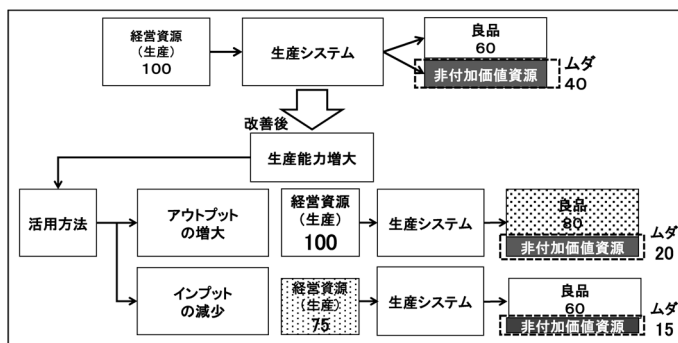 経営資源
（生産）
100
生産システム
良品
60
非付加価値資源
ムダ
40
改善後
生産能力増大
活用方法
アウトプット
の増大
経営資源
（生産）
100
生産システム
良品
80
非付加価値資源
ムダ
20
インプット
の減少
経営資源
（生産）
75
生産システム
良品
60
非付加価値資源
ムダ
15